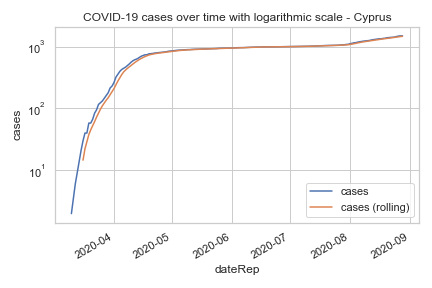 COVID-19 cases over time with logarithmic scale - Cyprus
10³
10²
10¹
cases
cases
cases (rolling)
2020-04
2020-05
2020-06
2020-07
2020-08
2020-09
dateRep